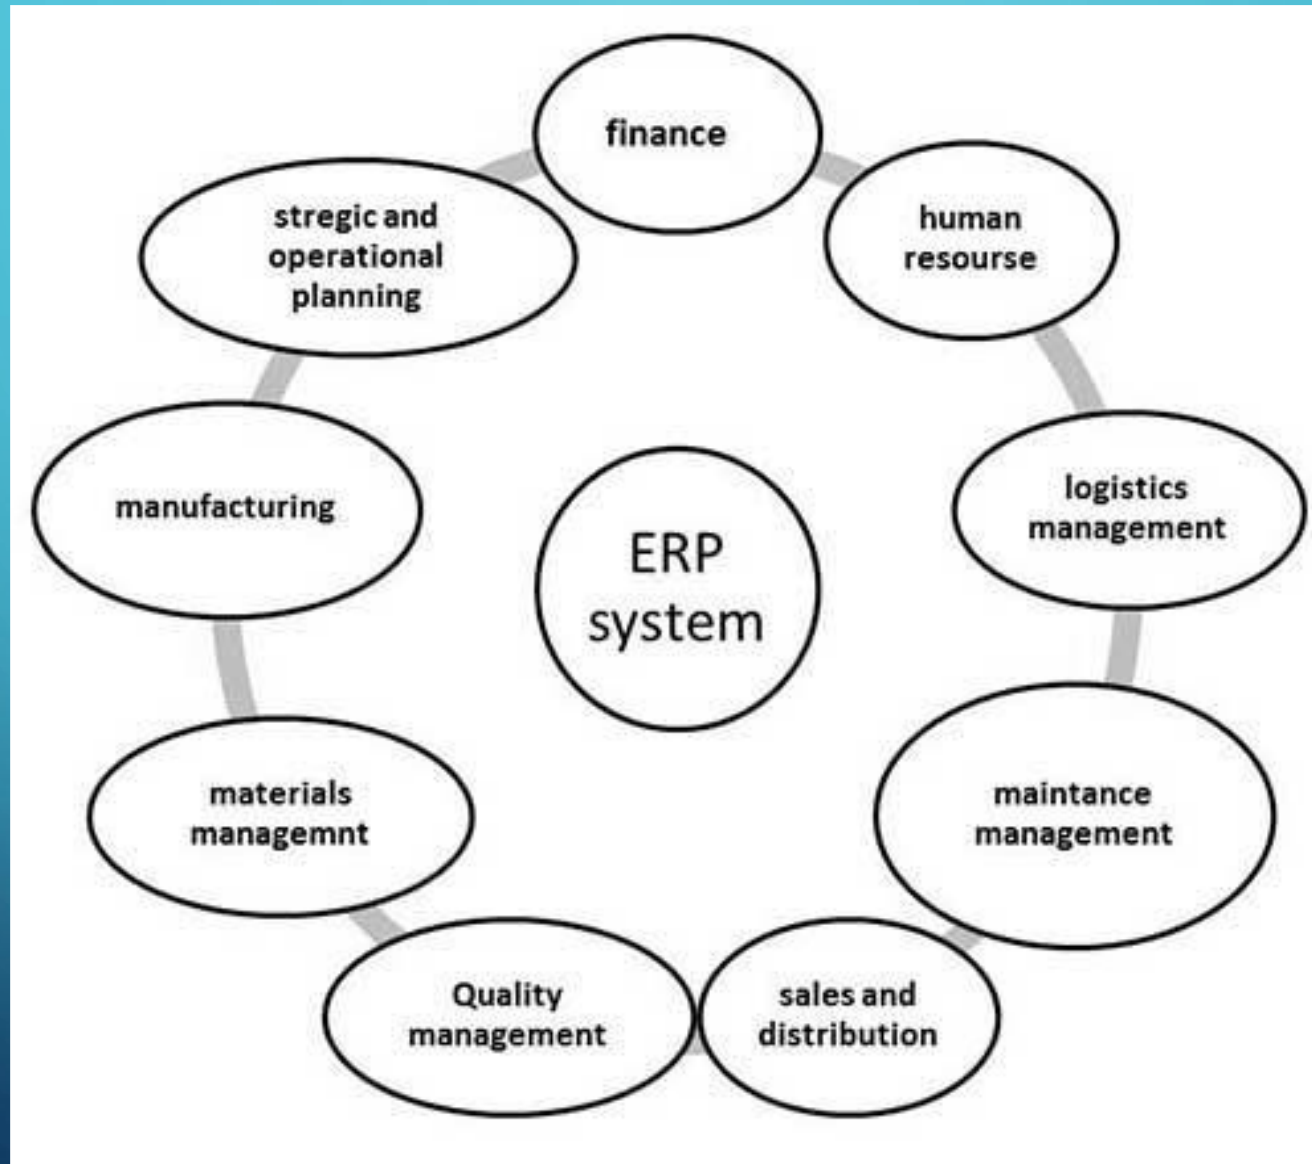 finance
human
resourse
logistics
management
maintance
management
sales and
distribution
Quality
management
materials
managemnt
manufacturing
stregic and
operational
planning
ERP
system